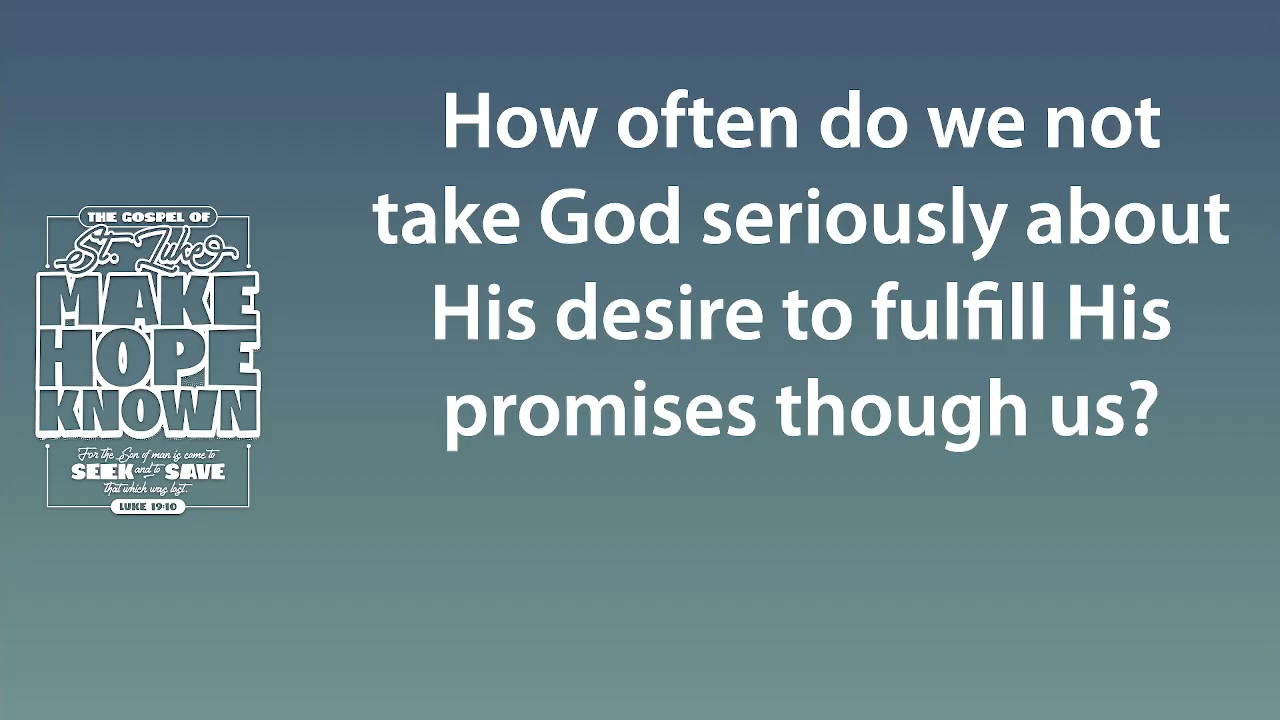 How often do we not
take God seriously about
His desire to fulfill His
promises though us?
THE GOSPEL OF
St. Luke
MAKE
HOPE
KNOWN
For the Son of man is come to
SEEK and to SAVE
that which was lost.
LUKE 19:10